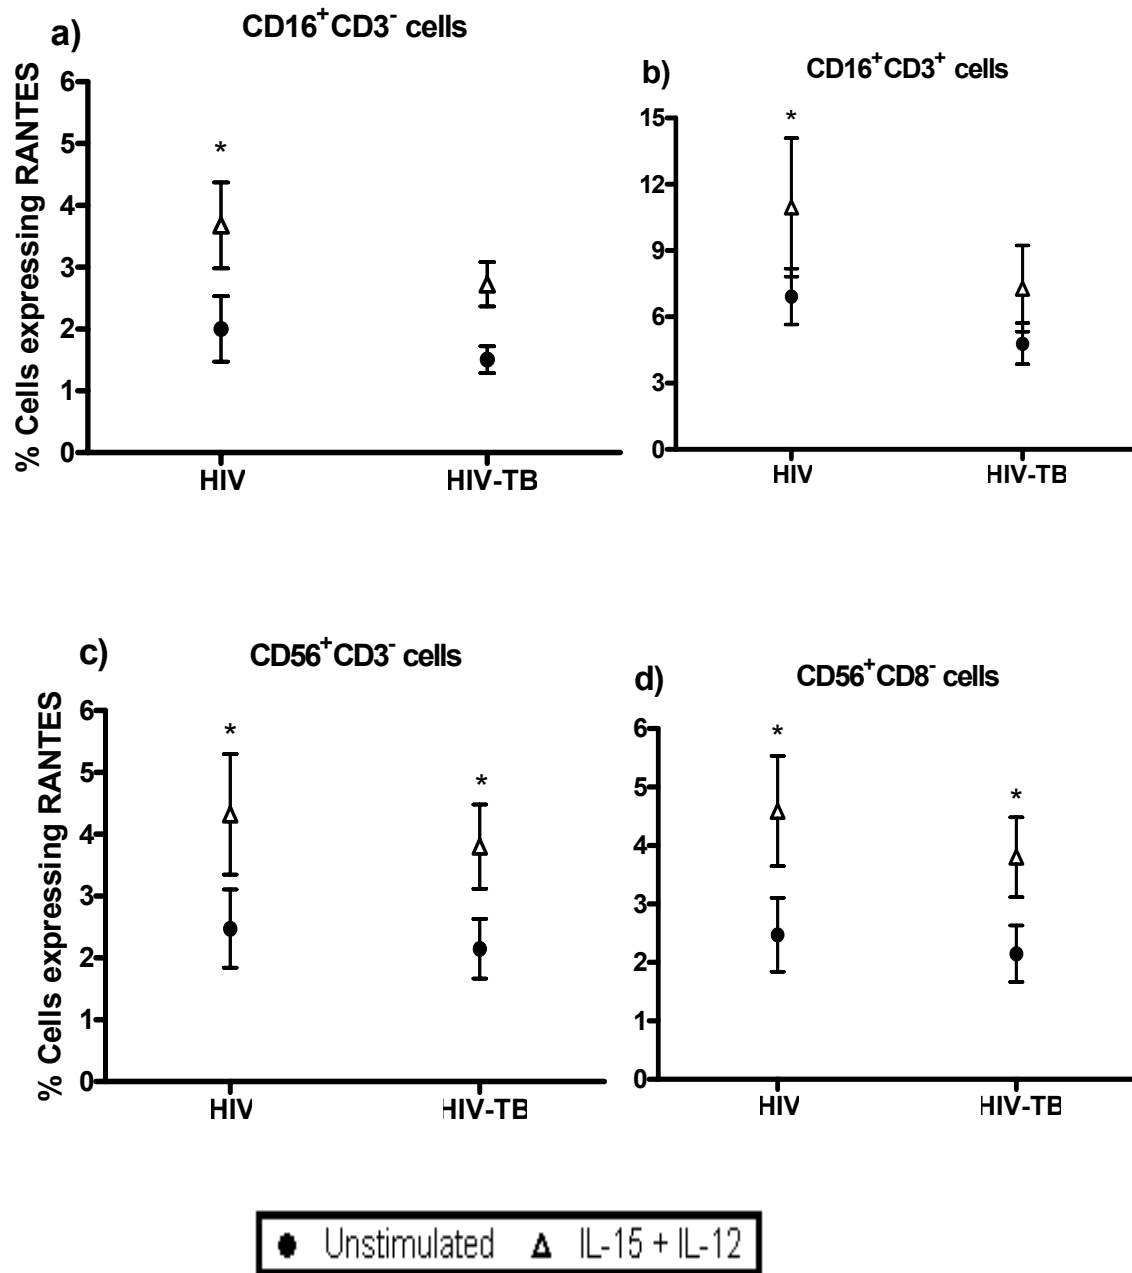 a) CD16⁺CD3⁻ cells
% Cells expressing RANTES
6
5
4
3
2
1
0
*
HIV HIV-TB
b) CD16⁺CD3⁺ cells
15
12
9
6
3
0
*
HIV HIV-TB
c) CD56⁺CD3⁻ cells
% Cells expressing RANTES
6
5
4
3
2
1
0
* *
HIV HIV-TB
d) CD56⁺CD8⁻ cells
6
5
4
3
2
1
0
* *
HIV HIV-TB
Unstimulated IL-15 + IL-12